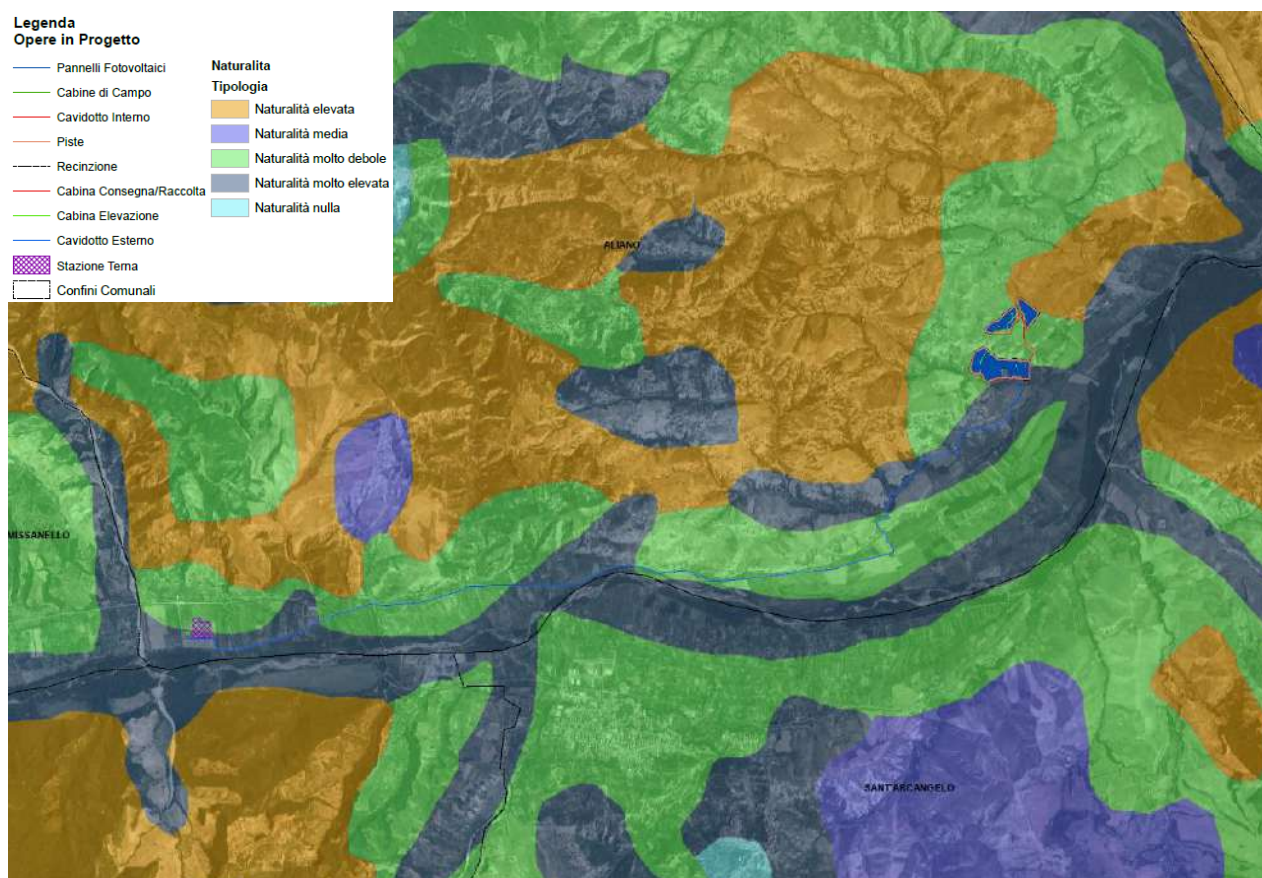 Legenda
Opere in Progetto
Pannelli Fotovoltaici
Cabine di Campo
Cavidotto Interno
Piste
Recinzione
Cabina Consegna/Raccolta
Cabina Elevazione
Cavidotto Esterno
Stazione Terna
Confini Comunali
Naturalita
Tipologia
Naturalità elevata
Naturalità media
Naturalità molto debole
Naturalità molto elevata
Naturalità nulla
ALIANO
MISSANELLO
SANT'ARCANGELO